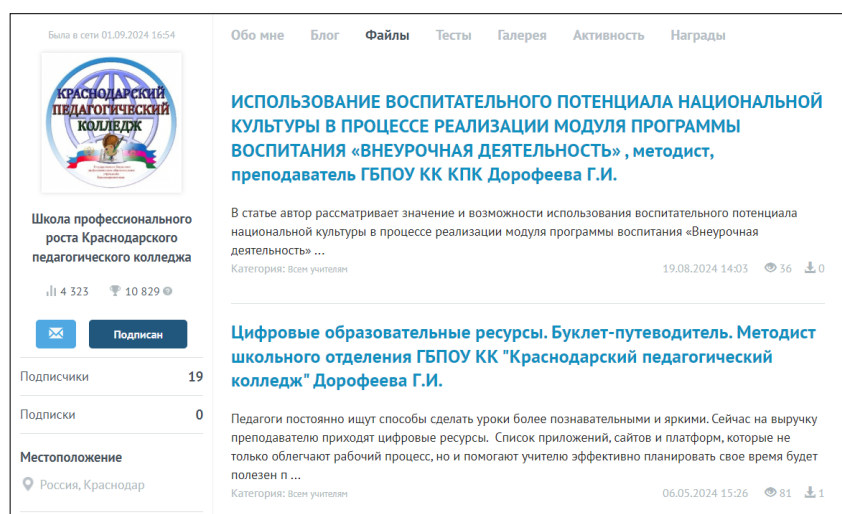 Была в сети 01.09.2024 16:54
КРАСНОДАРСКИЙ
ПЕДАГОГИЧЕСКИЙ
КОЛЛЕДЖ
Школа профессионального
роста Краснодарского
педагогического колледжа
4 323 10 829
Подписан
Подписчики 19
Подписки 0
Местоположение
Россия, Краснодар
Обо мне Блог Файлы Тесты Галерея Активность Награды
ИСПОЛЬЗОВАНИЕ ВОСПИТАТЕЛЬНОГО ПОТЕНЦИАЛА НАЦИОНАЛЬНОЙ
КУЛЬТУРЫ В ПРОЦЕССЕ РЕАЛИЗАЦИИ МОДУЛЯ ПРОГРАММЫ
ВОСПИТАНИЯ «ВНЕУРОЧНАЯ ДЕЯТЕЛЬНОСТЬ» , методист,
преподаватель ГБПОУ КК КПК Дорофеева Г.И.
В статье автор рассматривает значение и возможности использования воспитательного потенциала
национальной культуры в процессе реализации модуля программы воспитания «Внеурочная
деятельность» ...
Категория: Всем учителям 19.08.2024 14:03 36 0
Цифровые образовательные ресурсы. Буклет-путеводитель. Методист
школьного отделения ГБПОУ КК "Краснодарский педагогический
колледж" Дорофеева Г.И.
Педагоги постоянно ищут способы сделать уроки более познавательными и яркими. Сейчас на выручку
преподавателю приходят цифровые ресурсы. Список приложений, сайтов и платформ, которые не
только облегчают рабочий процесс, но и помогают учителю эффективно планировать свое время будет
полезен п ...
Категория: Всем учителям 06.05.2024 15:26 81 1